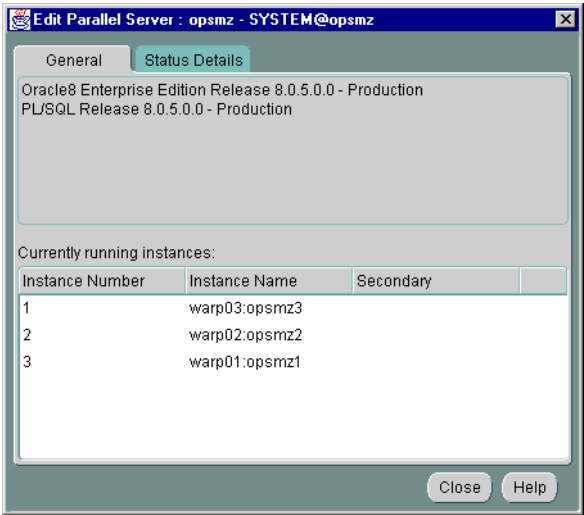 Edit Parallel Server : opsmz - SYSTEM@opsmz
General Status Details
Oracle8 Enterprise Edition Release 8.0.5.0.0 - Production
PL/SQL Release 8.0.5.0.0 - Production
Currently running instances:
Instance Number Instance Name Secondary
1 warp03:opsmz3
2 warp02:opsmz2
3 warp01:opsmz1
Close Help